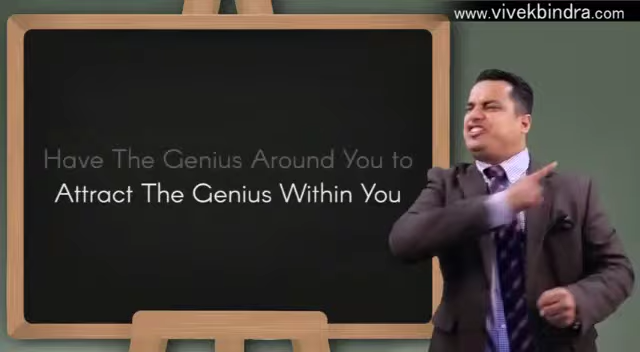 www.vivekbindra.com
Have The Genius Around You to
Attract The Genius Within You